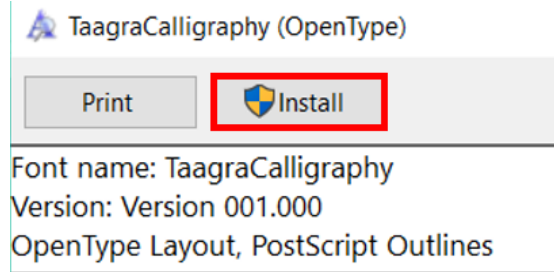 TaagraCalligraphy (OpenType)
Print Install
Font name: TaagraCalligraphy
Version: Version 001.000
OpenType Layout, PostScript Outlines